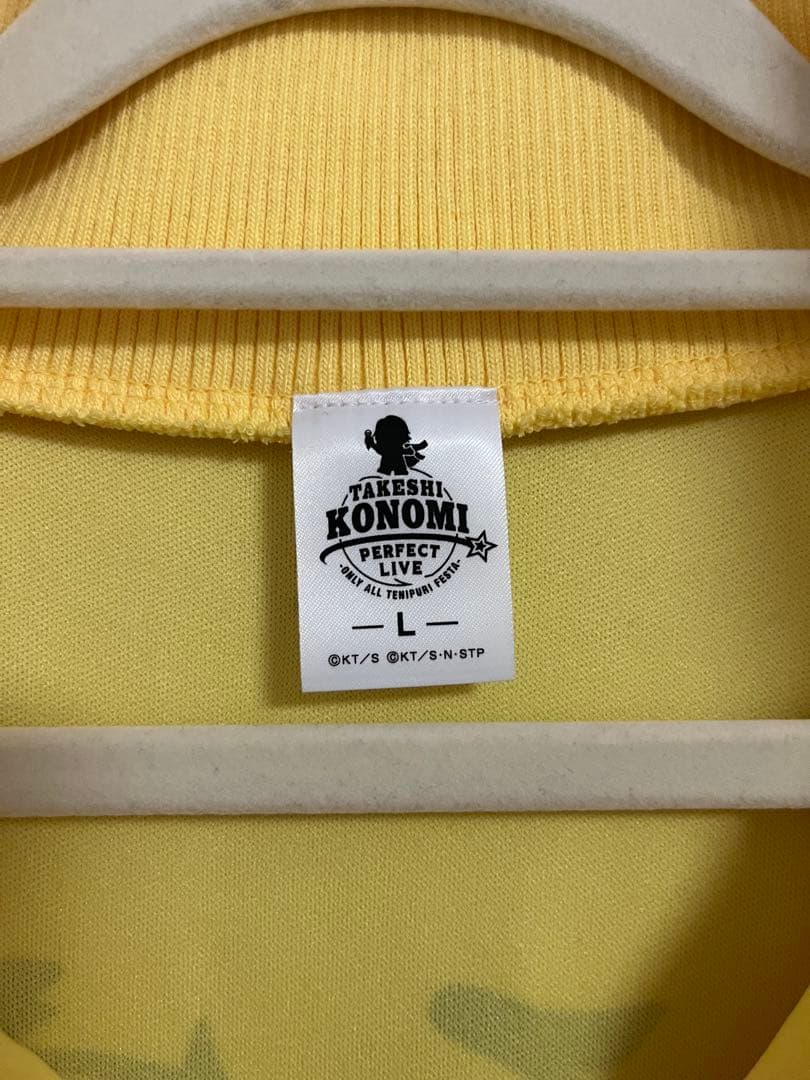 TAKESHI
KONOMI
PERFECT
LIVE
-ONLY ALL TENIPURI FESTA-
— L —
©KT/S ©KT/S·N·STP